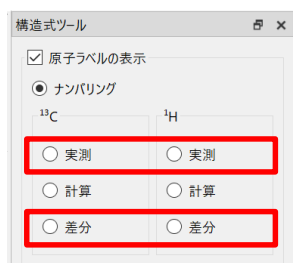 構造式ツール
原子ラベルの表示
ナンバリング
¹³C ¹H
実測 実測
計算 計算
差分 差分